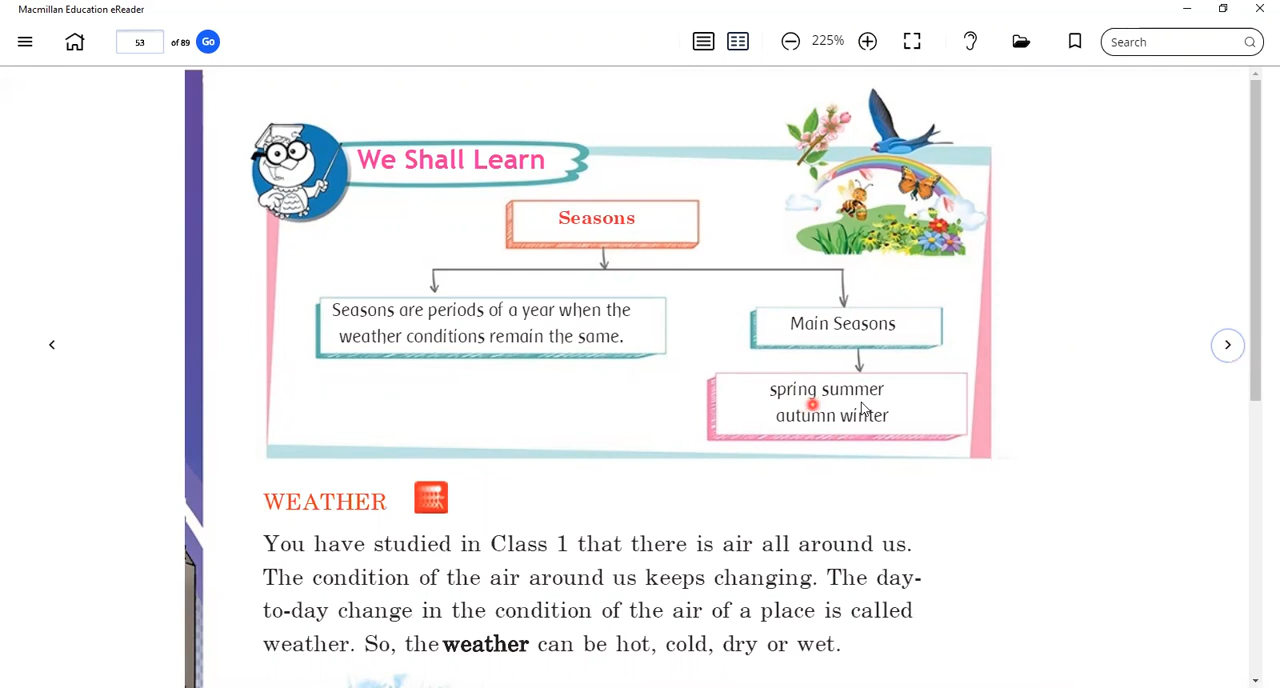 Macmillan Education eReader
53 of 89 Go
225%
Search
We Shall Learn
Seasons
Seasons are periods of a year when the
weather conditions remain the same.
Main Seasons
spring summer
autumn winter
WEATHER
You have studied in Class 1 that there is air all around us.
The condition of the air around us keeps changing. The day-
to-day change in the condition of the air of a place is called
weather. So, the weather can be hot, cold, dry or wet.